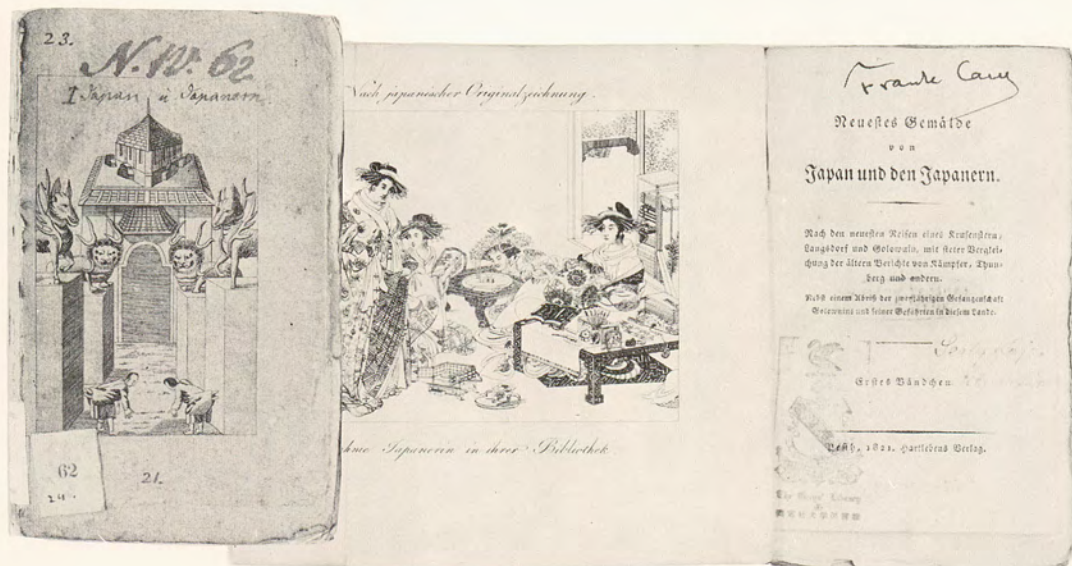 23.
N. W. 62
I Japan u Japanern
62
21.
Nach japanischer Originalzeichnung.
Japanerin in ihrer Bibliothek.
Neuestes Gemälde
von
Japan und den Japanern.
Nach den neuesten Reisen eines Krusenstern,
Langsdorf und Golownin, mit steter Verglei-
chung der ältern Berichte von Kämpfer, Thun-
berg und andern.
Nebst einem Abriß der zweyjährigen Gefangenschaft
Golownins und seiner Gefährten in diesem Lande.
Erstes Bändchen.
Pesth, 1821. Hartlebens Verlag.
Library